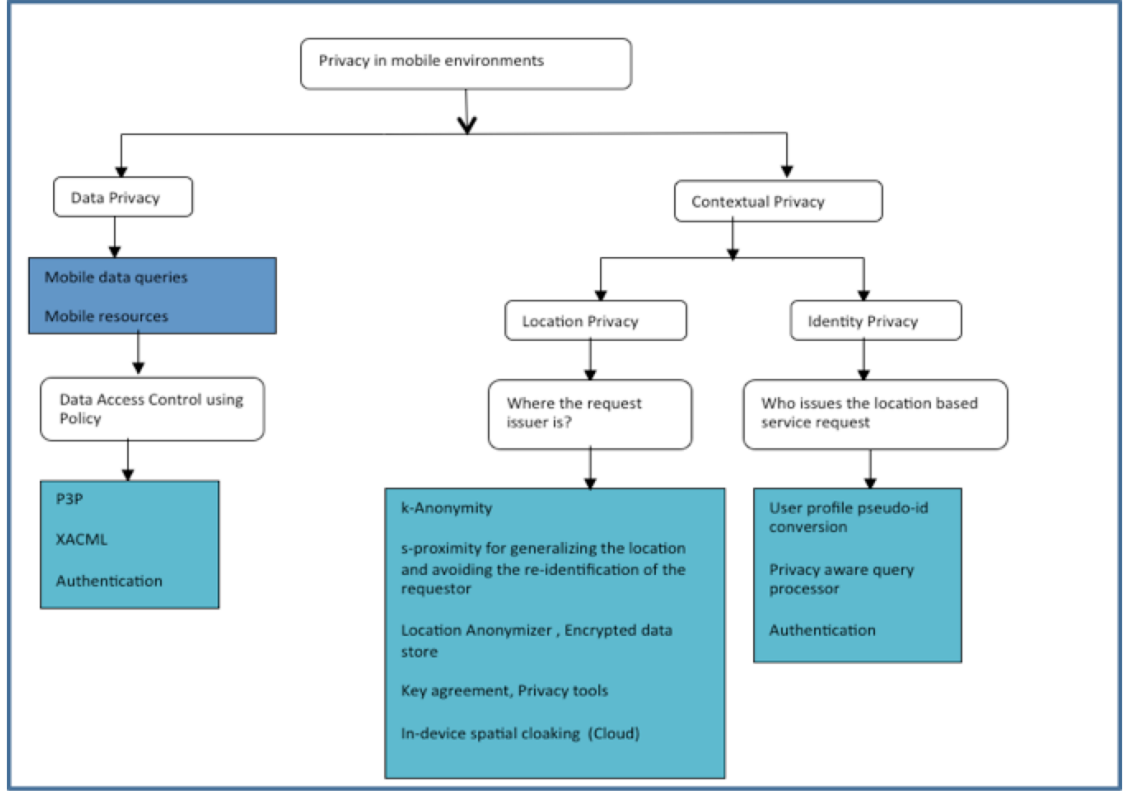 Privacy in mobile environments
Data Privacy
Contextual Privacy
Mobile data queries
Mobile resources
Location Privacy
Identity Privacy
Data Access Control using
Policy
Where the request
issuer is?
Who issues the location based
service request
P3P
XACML
Authentication
k-Anonymity
s-proximity for generalizing the location
and avoiding the re-identification of the
requestor
Location Anonymizer , Encrypted data
store
Key agreement, Privacy tools
In-device spatial cloaking  (Cloud)
User profile pseudo-id
conversion
Privacy aware query
processor
Authentication